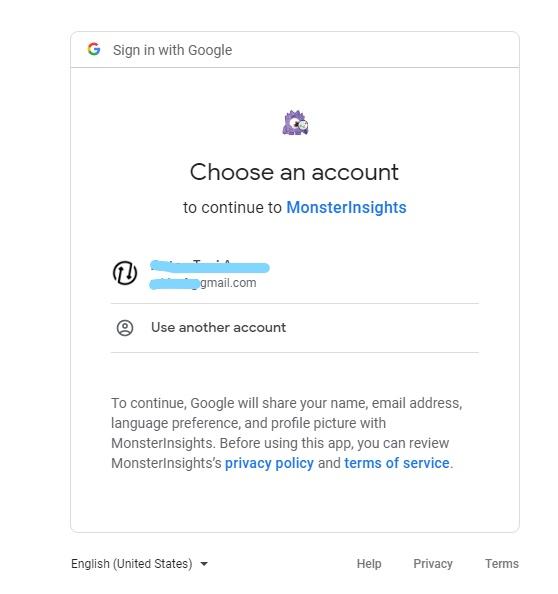 Sign in with Google
Choose an account
to continue to MonsterInsights
gmail.com
Use another account
To continue, Google will share your name, email address,
language preference, and profile picture with
MonsterInsights. Before using this app, you can review
MonsterInsights's privacy policy and terms of service.
English (United States) Help Privacy Terms